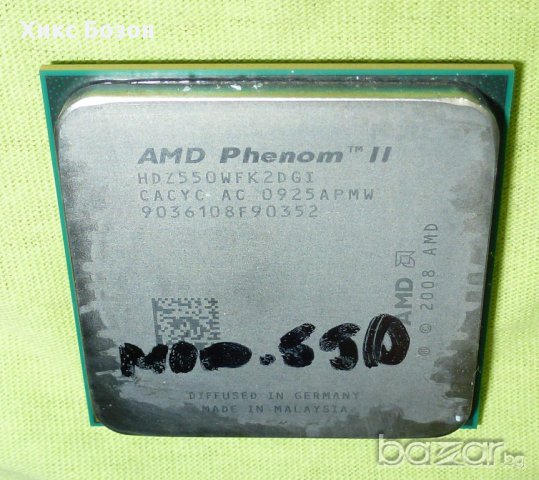 Хикс Бозон
AMD Phenom™ II
HDZ550WFK2DGI
CACYC AC 0925APMW
9036108F90352
AMD
® © 2008 AMD
MOD.550
DIFFUSED IN GERMANY
MADE IN MALAYSIA
bazar.bg